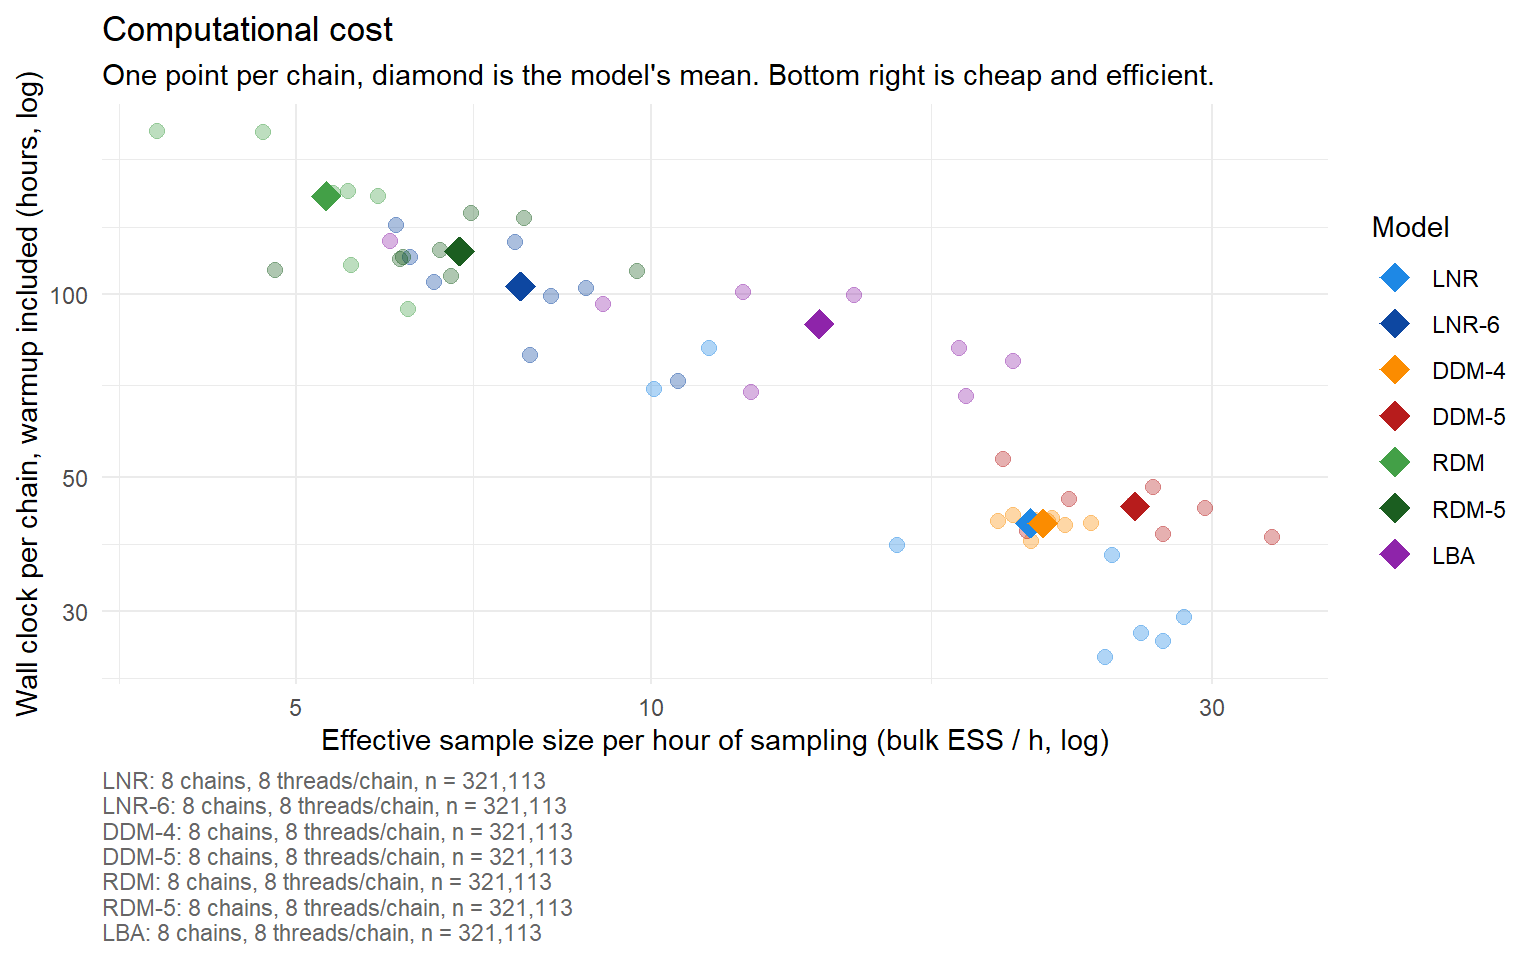 Computational cost
One point per chain, diamond is the model's mean. Bottom right is cheap and efficient.
Wall clock per chain, warmup included (hours, log)
100
50
30
5
10
30
Effective sample size per hour of sampling (bulk ESS / h, log)
Model
LNR
LNR-6
DDM-4
DDM-5
RDM
RDM-5
LBA
LNR: 8 chains, 8 threads/chain, n = 321,113
LNR-6: 8 chains, 8 threads/chain, n = 321,113
DDM-4: 8 chains, 8 threads/chain, n = 321,113
DDM-5: 8 chains, 8 threads/chain, n = 321,113
RDM: 8 chains, 8 threads/chain, n = 321,113
RDM-5: 8 chains, 8 threads/chain, n = 321,113
LBA: 8 chains, 8 threads/chain, n = 321,113